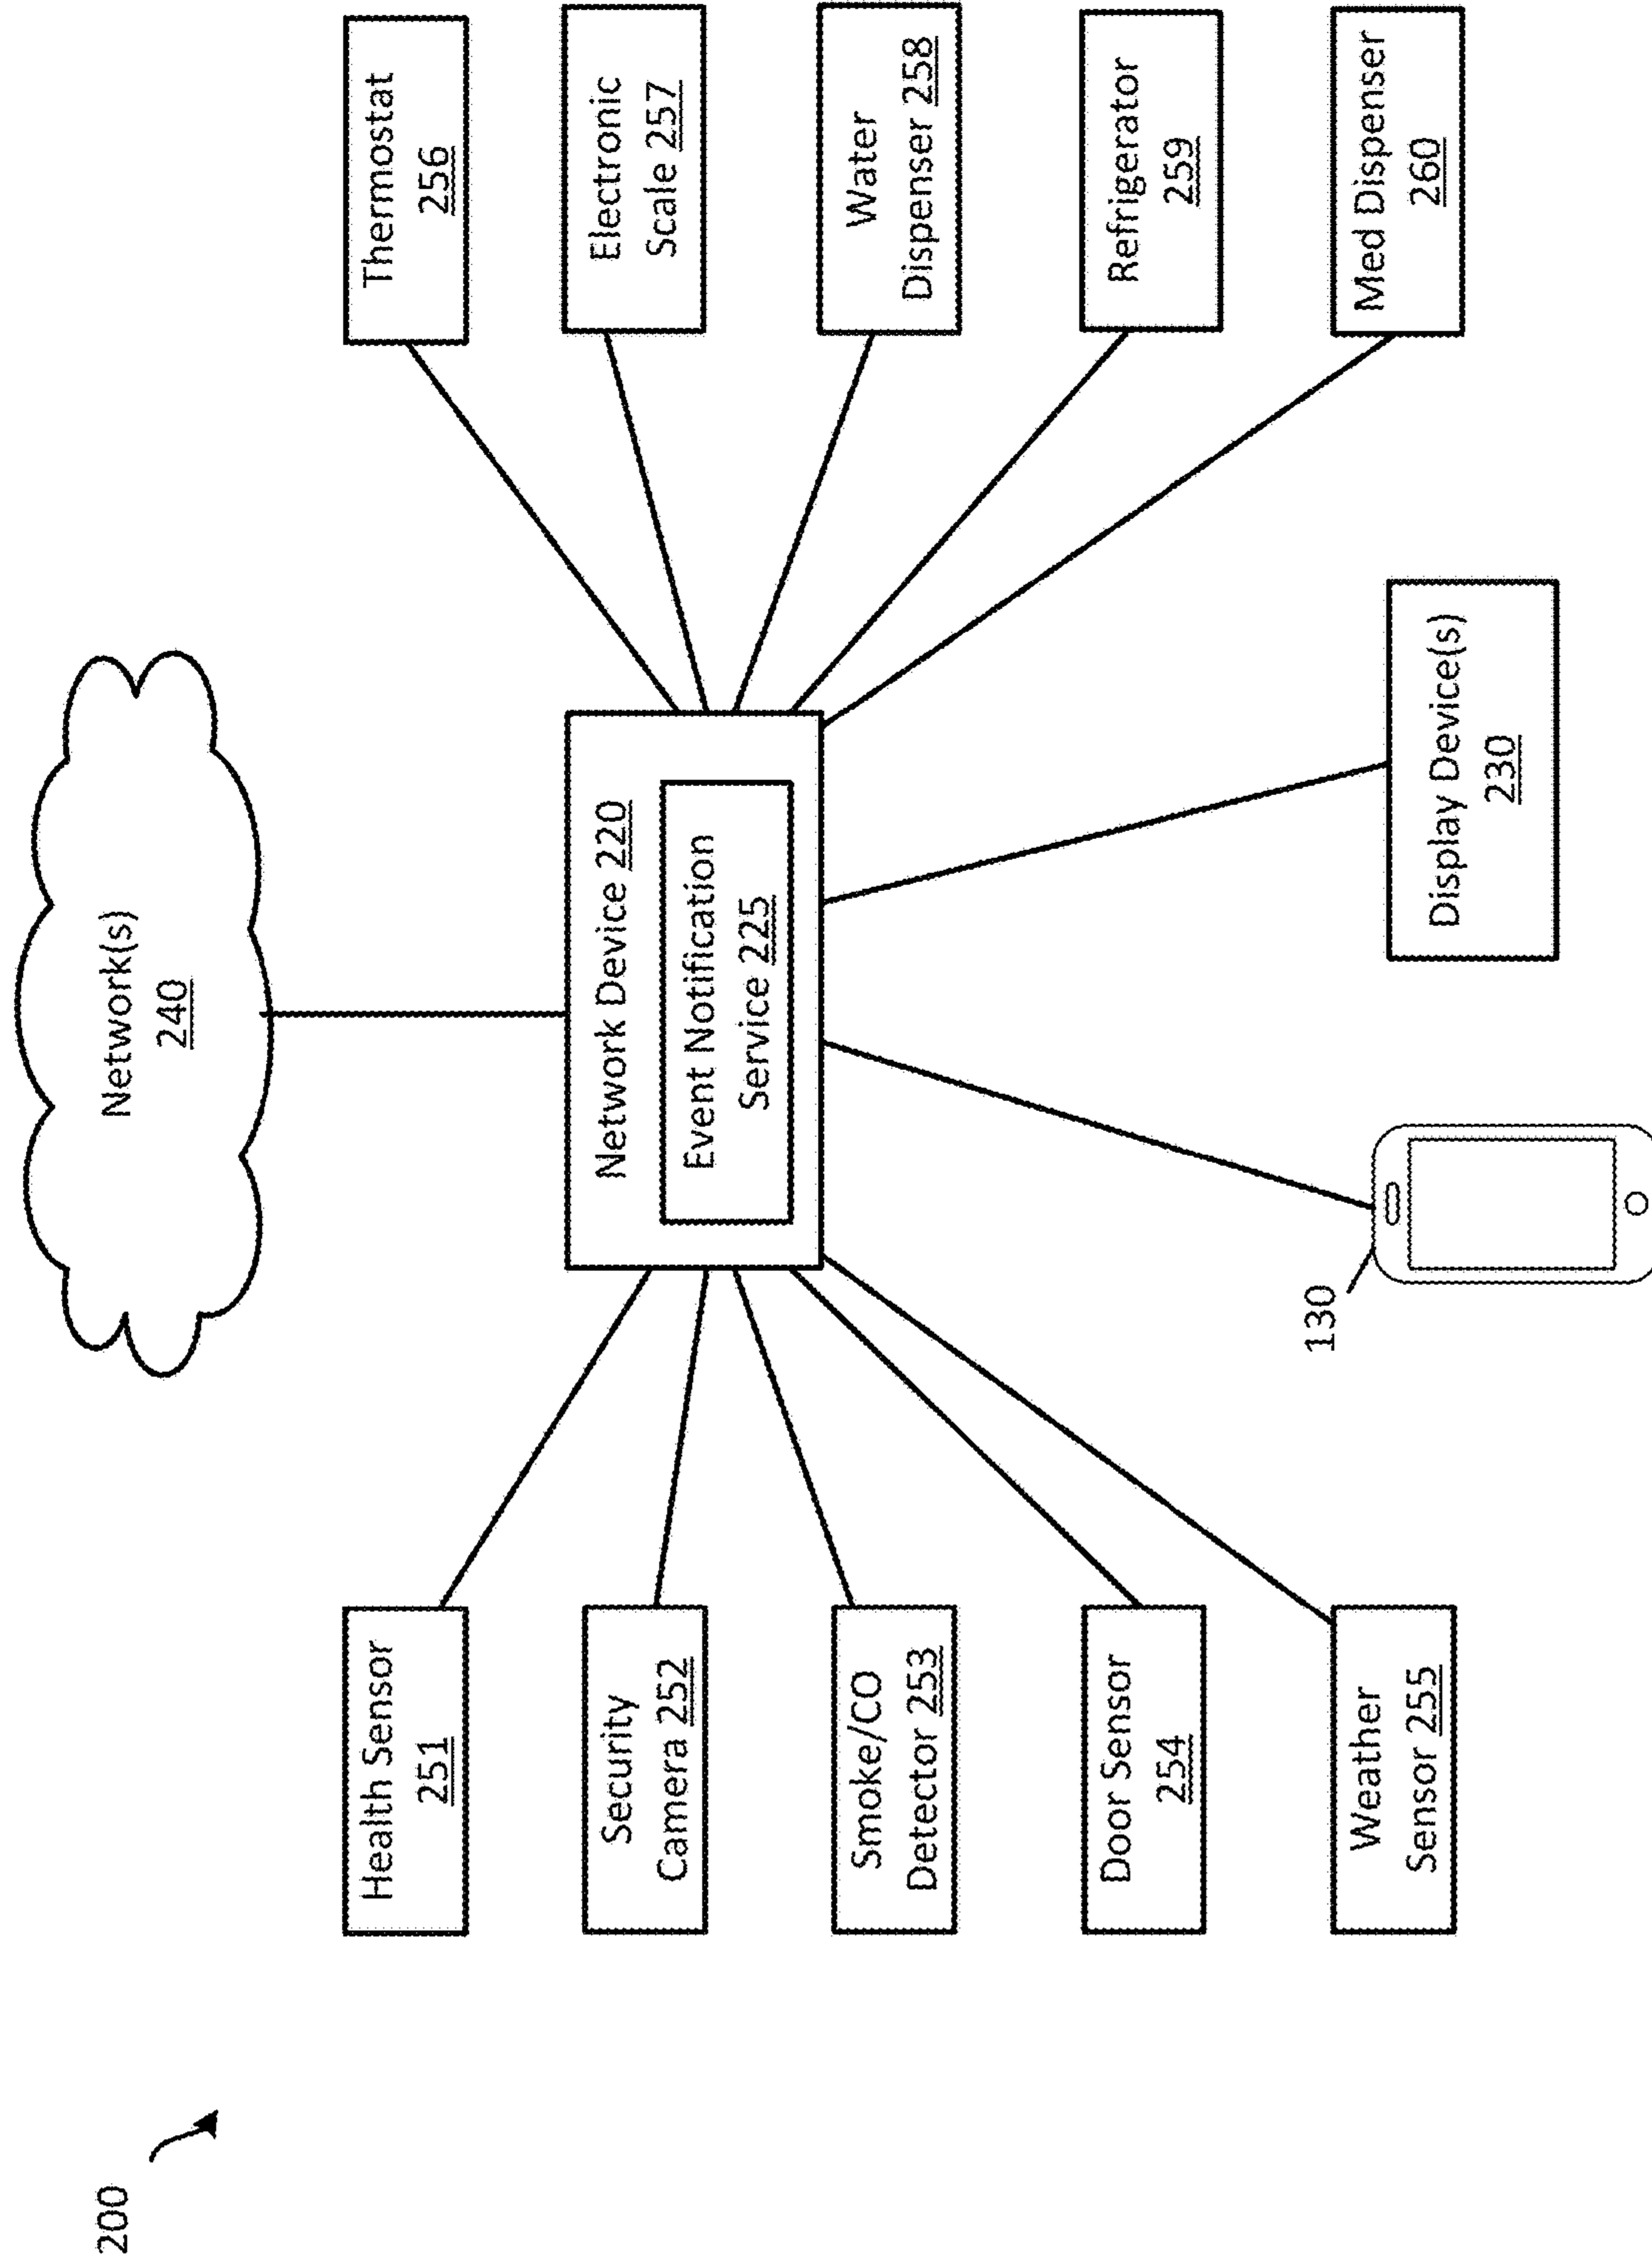 200
Network(s)
240
Health Sensor
251
Security
Camera 252
Smoke/CO
Detector 253
Door Sensor
254
Weather
Sensor 255
Network Device 220
Event Notification
Service 225
Thermostat
256
Electronic
Scale 257
Water
Dispenser 258
Refrigerator
259
Med Dispenser
260
130
Display Device(s)
230